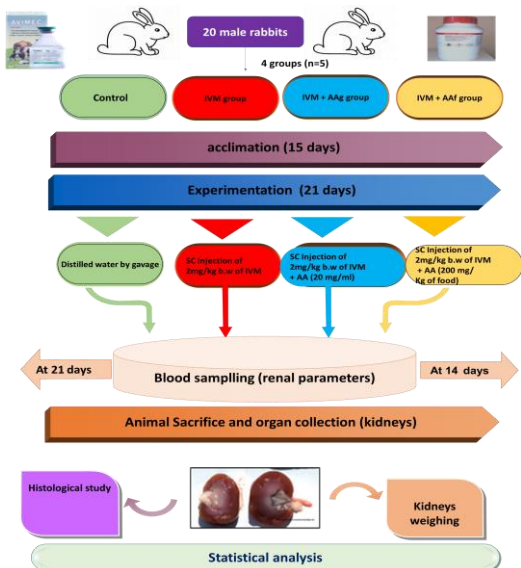 AVIMEC
20 male rabbits
4 groups (n=5)
Control
IVM group
IVM + AAg group
IVM + AAf group
acclimation (15 days)
Experimentation (21 days)
Distilled water by gavage
SC Injection of
2mg/kg b.w of IVM
SC Injection of
2mg/kg b.w of IVM
+ AA (20 mg/ml)
SC Injection of
2mg/kg b.w of IVM
+ AA (200 mg/
Kg of food)
At 21 days
Blood samplling (renal parameters)
At 14 days
Animal Sacrifice and organ collection (kidneys)
Histological study
Kidneys
weighing
Statistical analysis